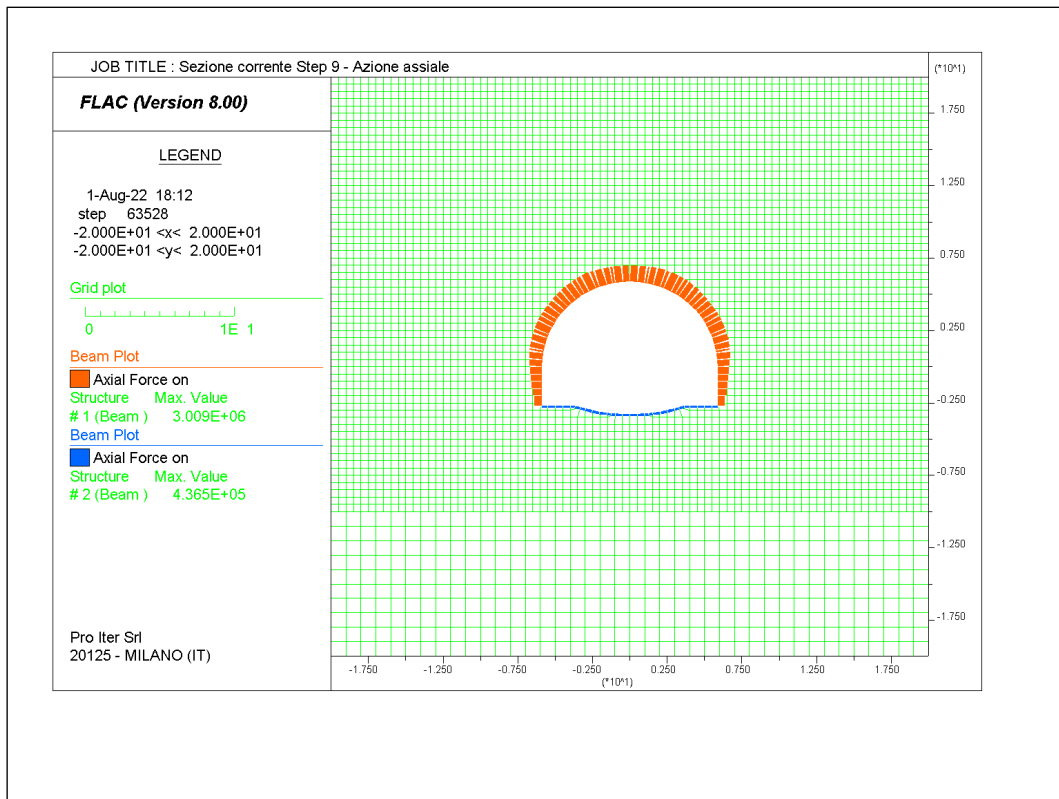 JOB TITLE : Sezione corrente Step 9 - Azione assiale
FLAC (Version 8.00)
LEGEND
1-Aug-22 18:12
step 63528
-2.000E+01 <x< 2.000E+01
-2.000E+01 <y< 2.000E+01
Grid plot
0 1E 1
Beam Plot
Axial Force on
Structure Max. Value
# 1 (Beam ) 3.009E+06
Beam Plot
Axial Force on
Structure Max. Value
# 2 (Beam ) 4.365E+05
Pro Iter Srl
20125 - MILANO (IT)
(*10^1)
1.750
1.250
0.750
0.250
-0.250
-0.750
-1.250
-1.750
-1.750 -1.250 -0.750 -0.250 0.250 0.750 1.250 1.750
(*10^1)